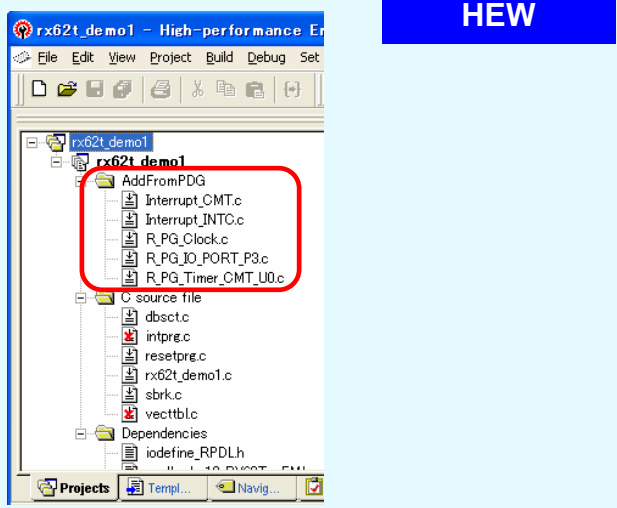 HEW
rx62t_demo1 - High-performance Er
File Edit View Project Build Debug Set
rx62t_demo1
rx62t_demo1
AddFromPDG
Interrupt_CMT.c
Interrupt_INTC.c
R_PG_Clock.c
R_PG_IO_PORT_P3.c
R_PG_Timer_CMT_U0.c
C source file
dbsct.c
intprg.c
resetprg.c
rx62t_demo1.c
sbrk.c
vecttbl.c
Dependencies
iodefine_RPDL.h
Projects Templ... Navig...